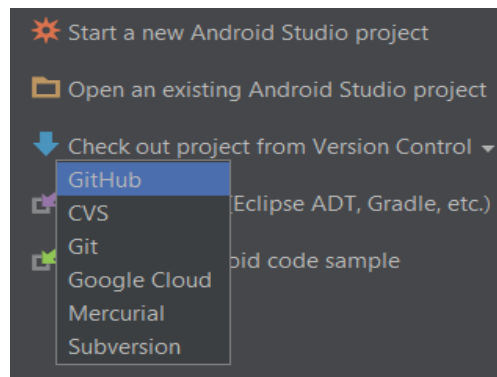 Start a new Android Studio project
Open an existing Android Studio project
Check out project from Version Control
GitHub
CVS
(Eclipse ADT, Gradle, etc.)
Git
oid code sample
Google Cloud
Mercurial
Subversion